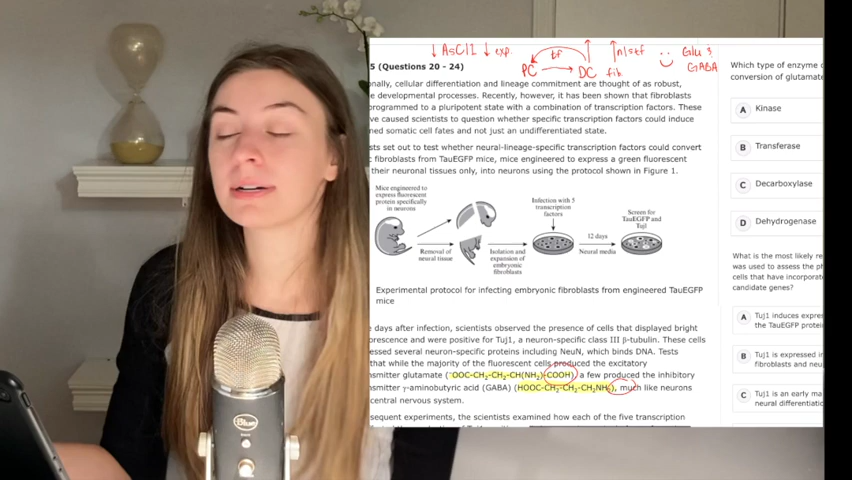 ↓ AsCl1 ↓ exp.
tf
↑ n/s tf
Glu &
GABA
PC → DC
fib
5 (Questions 20 - 24)
onally, cellular differentiation and lineage commitment are thought of as robust,
e developmental processes. Recently, however, it has been shown that fibroblasts
programmed to a pluripotent state with a combination of transcription factors. These
ve caused scientists to question whether specific transcription factors could induce
ned somatic cell fates and not just an undifferentiated state.
sts set out to test whether neural-lineage-specific transcription factors could convert
c fibroblasts from TauEGFP mice, mice engineered to express a green fluorescent
their neuronal tissues only, into neurons using the protocol shown in Figure 1.
Mice engineered to
express fluorescent
protein specifically
in neurons
Removal of
neural tissue
Isolation and
expansion of
embryonic
fibroblasts
Infection with 5
transcription
factors
12 days
Neural media
Screen for
TauEGFP and
Tuj1
Experimental protocol for infecting embryonic fibroblasts from engineered TauEGFP
mice
e days after infection, scientists observed the presence of cells that displayed bright
orescence and were positive for Tuj1, a neuron-specific class III β-tubulin. These cells
essed several neuron-specific proteins including NeuN, which binds DNA. Tests
that while the majority of the fluorescent cells produced the excitatory
nsmitter glutamate (⁻OOC-CH2-CH2-CH(NH2)-COOH) a few produced the inhibitory
nsmitter γ-aminobutyric acid (GABA) (HOOC-CH2-CH2-CH2NH2), much like neurons
central nervous system.
sequent experiments, the scientists examined how each of the five transcription
Which type of enzyme c
conversion of glutamate
A Kinase
B Transferase
C Decarboxylase
D Dehydrogenase
What is the most likely re
was used to assess the ph
cells that have incorporat
candidate genes?
A Tuj1 induces expre
the TauEGFP protei
B Tuj1 is expressed i
fibroblasts and neu
C Tuj1 is an early ma
neural differentiatio
Blue